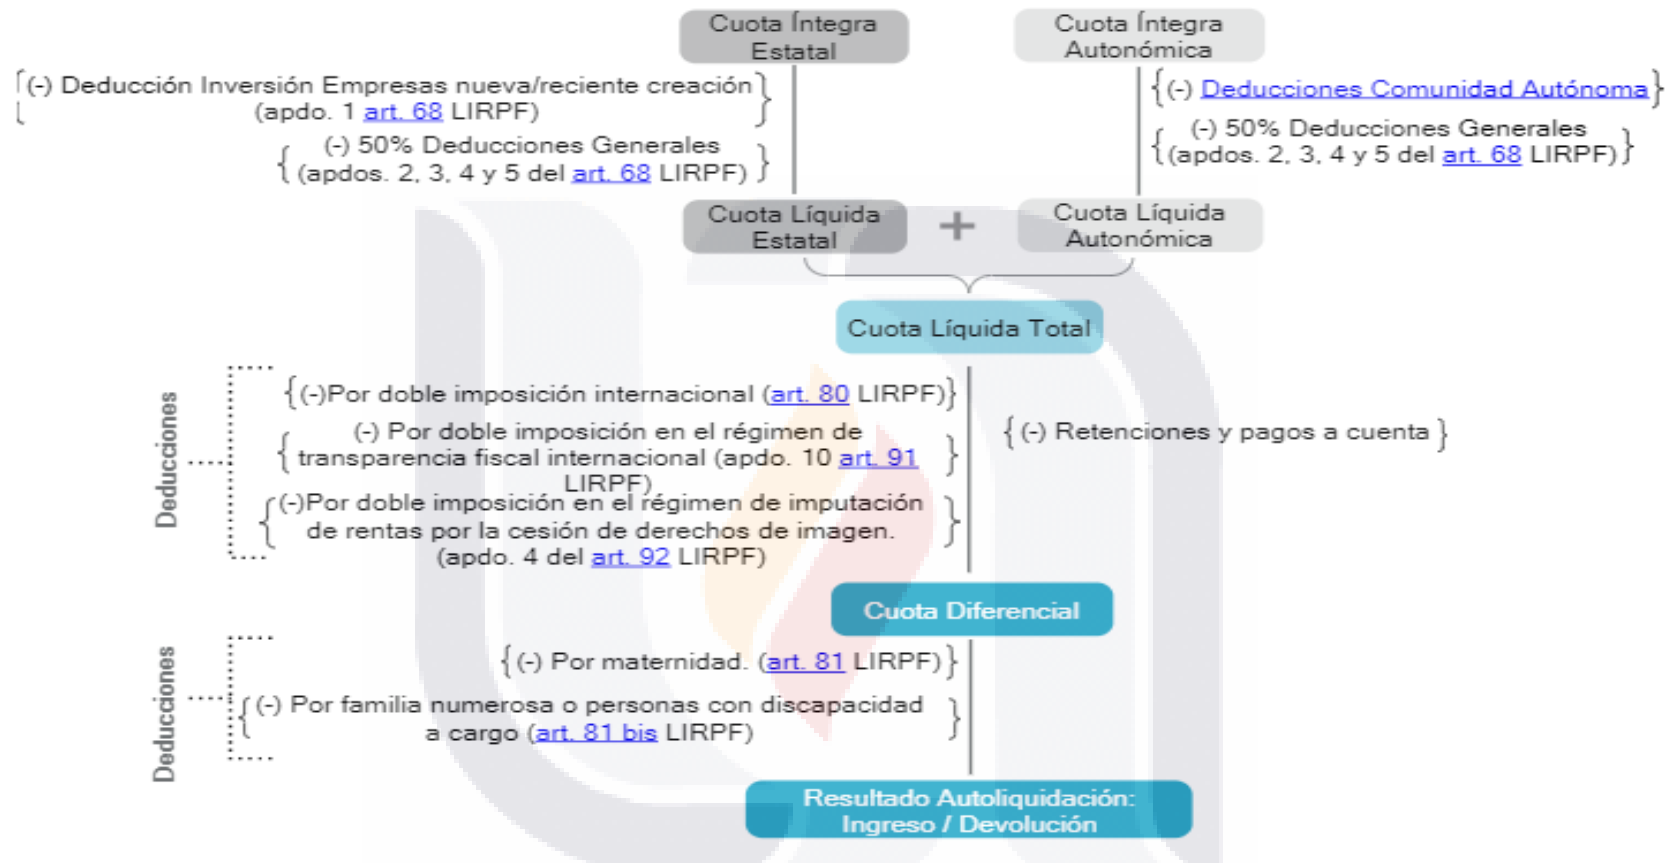 Cuota Íntegra
Estatal
Cuota Íntegra
Autonómica
(-) Deducción Inversión Empresas nueva/reciente creación
(apdo. 1 art. 68 LIRPF)
(-) 50% Deducciones Generales
(apdos. 2, 3, 4 y 5 del art. 68 LIRPF)
(-) Deducciones Comunidad Autónoma
(-) 50% Deducciones Generales
(apdos. 2, 3, 4 y 5 del art. 68 LIRPF)
Cuota Líquida
Estatal
+
Cuota Líquida
Autonómica
Cuota Líquida Total
Deducciones
(-)Por doble imposición internacional (art. 80 LIRPF)
(-) Por doble imposición en el régimen de
transparencia fiscal internacional (apdo. 10 art. 91
LIRPF)
(-)Por doble imposición en el régimen de imputación
de rentas por la cesión de derechos de imagen.
(apdo. 4 del art. 92 LIRPF)
(-) Retenciones y pagos a cuenta
Cuota Diferencial
Deducciones
(-) Por maternidad. (art. 81 LIRPF)
(-) Por familia numerosa o personas con discapacidad
a cargo (art. 81 bis LIRPF)
Resultado Autoliquidación:
Ingreso / Devolución